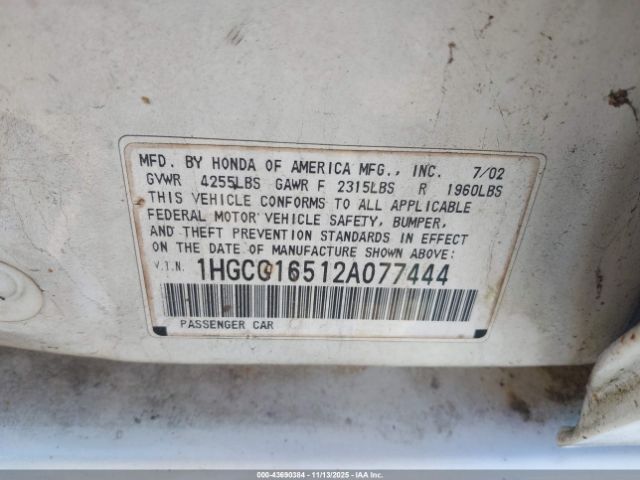 MFD. BY HONDA OF AMERICA MFG., INC. 7/02
GVWR 4255LBS GAWR F 2315LBS R 1960LBS
THIS VEHICLE CONFORMS TO ALL APPLICABLE
FEDERAL MOTOR VEHICLE SAFETY, BUMPER,
AND THEFT PREVENTION STANDARDS IN EFFECT
ON THE DATE OF MANUFACTURE SHOWN ABOVE:
V.I.N. 1HGCG16512A077444
PASSENGER CAR
000-43690384 - 11/13/2025 - IAAI.com